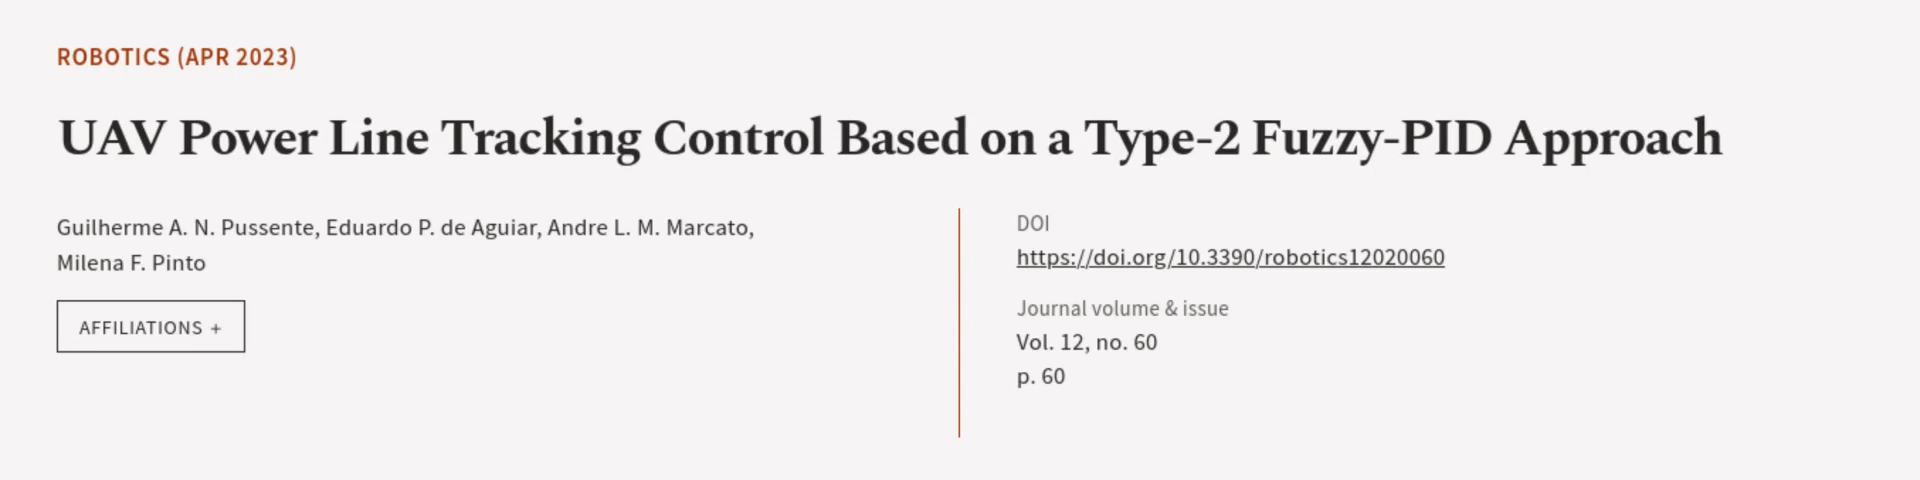 ROBOTICS (APR 2023)
UAV Power Line Tracking Control Based on a Type-2 Fuzzy-PID Approach
Guilherme A. N. Pussente, Eduardo P. de Aguiar, Andre L. M. Marcato,
Milena F. Pinto
AFFILIATIONS +
DOI
https://doi.org/10.3390/robotics12020060
Journal volume & issue
Vol. 12, no. 60
p. 60